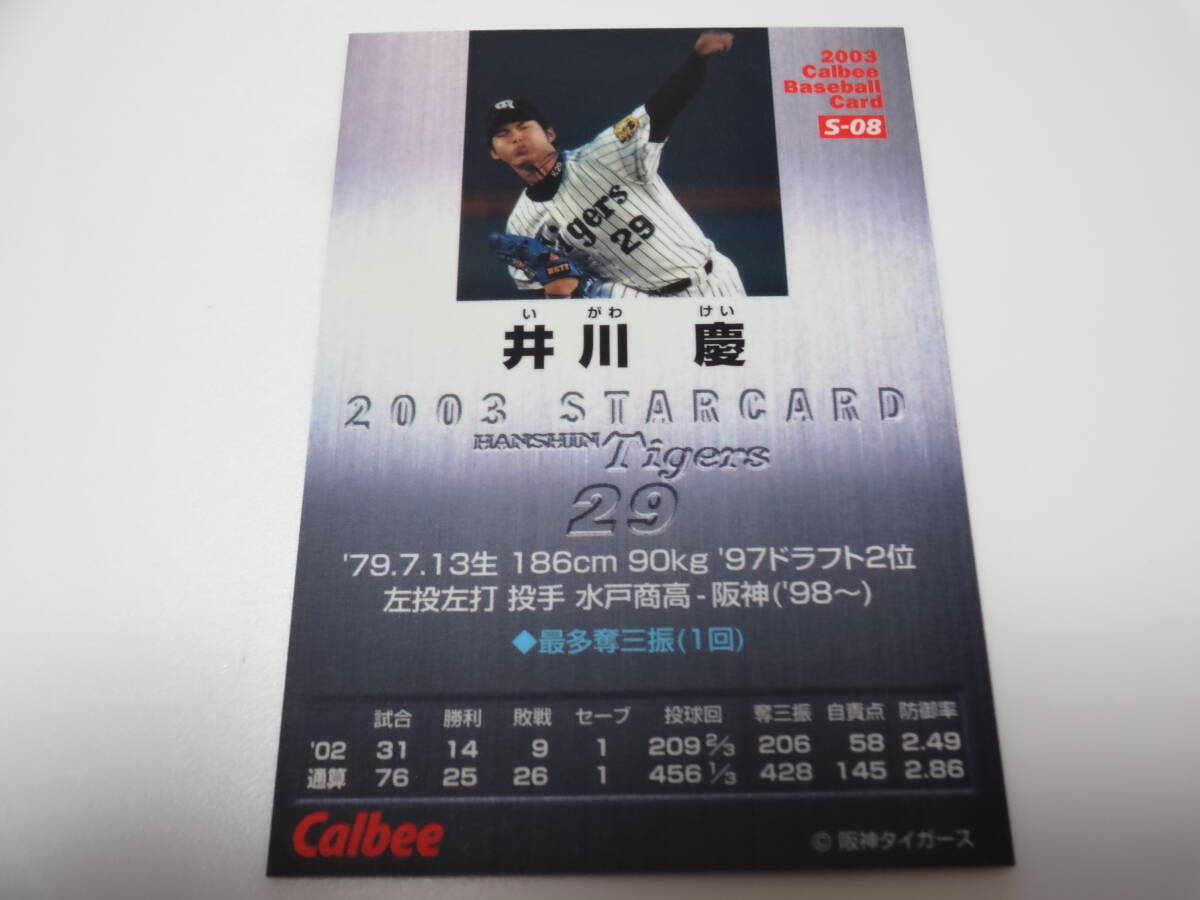 2003
Calbee
Baseball
Card
S-08
Tigers
29
い がわ けい
井川 慶
2003 STARCARD
HANSHIN Tigers
29
'79.7.13生 186cm 90kg '97ドラフト2位
左投左打 投手 水戸商高-阪神('98〜)
◆最多奪三振(1回)
試合 勝利 敗戦 セーブ 投球回 奪三振 自責点 防御率
'02 31 14 9 1 209 2/3 206 58 2.49
通算 76 25 26 1 456 1/3 428 145 2.86
Calbee
© 阪神タイガース